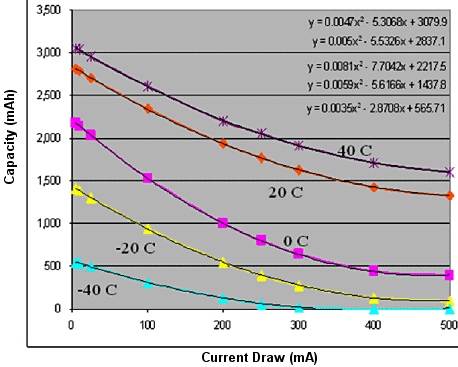 3,500
3,000
2,500
2,000
1,500
1,000
500
0
Capacity (mAh)
y = 0.0047x² - 5.3068x + 3079.9
y = 0.005x² - 5.5326x + 2837.1
y = 0.0081x² - 7.7042x + 2217.5
y = 0.0059x² - 5.6166x + 1437.8
y = 0.0035x² - 2.8708x + 565.71
40 C
20 C
0 C
-20 C
-40 C
0
100
200
300
400
500
Current Draw (mA)